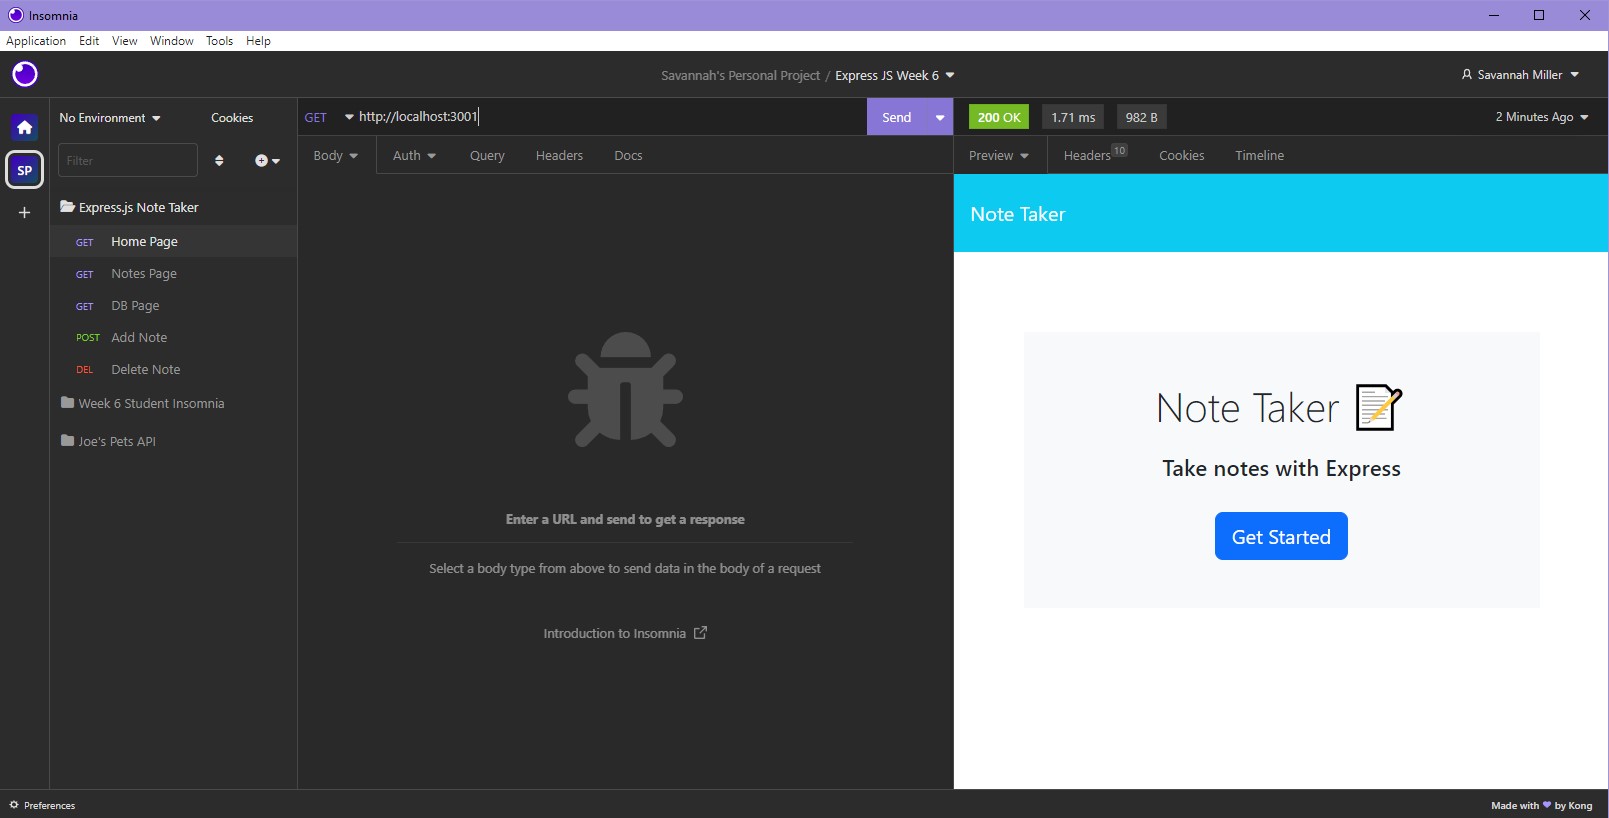 Insomnia
Application Edit View Window Tools Help
Savannah's Personal Project / Express JS Week 6
Savannah Miller
No Environment Cookies
GET http://localhost:3001 Send
200 OK 1.71 ms 982 B 2 Minutes Ago
Filter
Body Auth Query Headers Docs
Preview Headers 10 Cookies Timeline
SP
Express.js Note Taker
GET Home Page
GET Notes Page
GET DB Page
POST Add Note
DEL Delete Note
Week 6 Student Insomnia
Joe's Pets API
Enter a URL and send to get a response
Select a body type from above to send data in the body of a request
Introduction to Insomnia
Note Taker
Note Taker
Take notes with Express
Get Started
Preferences
Made with by Kong